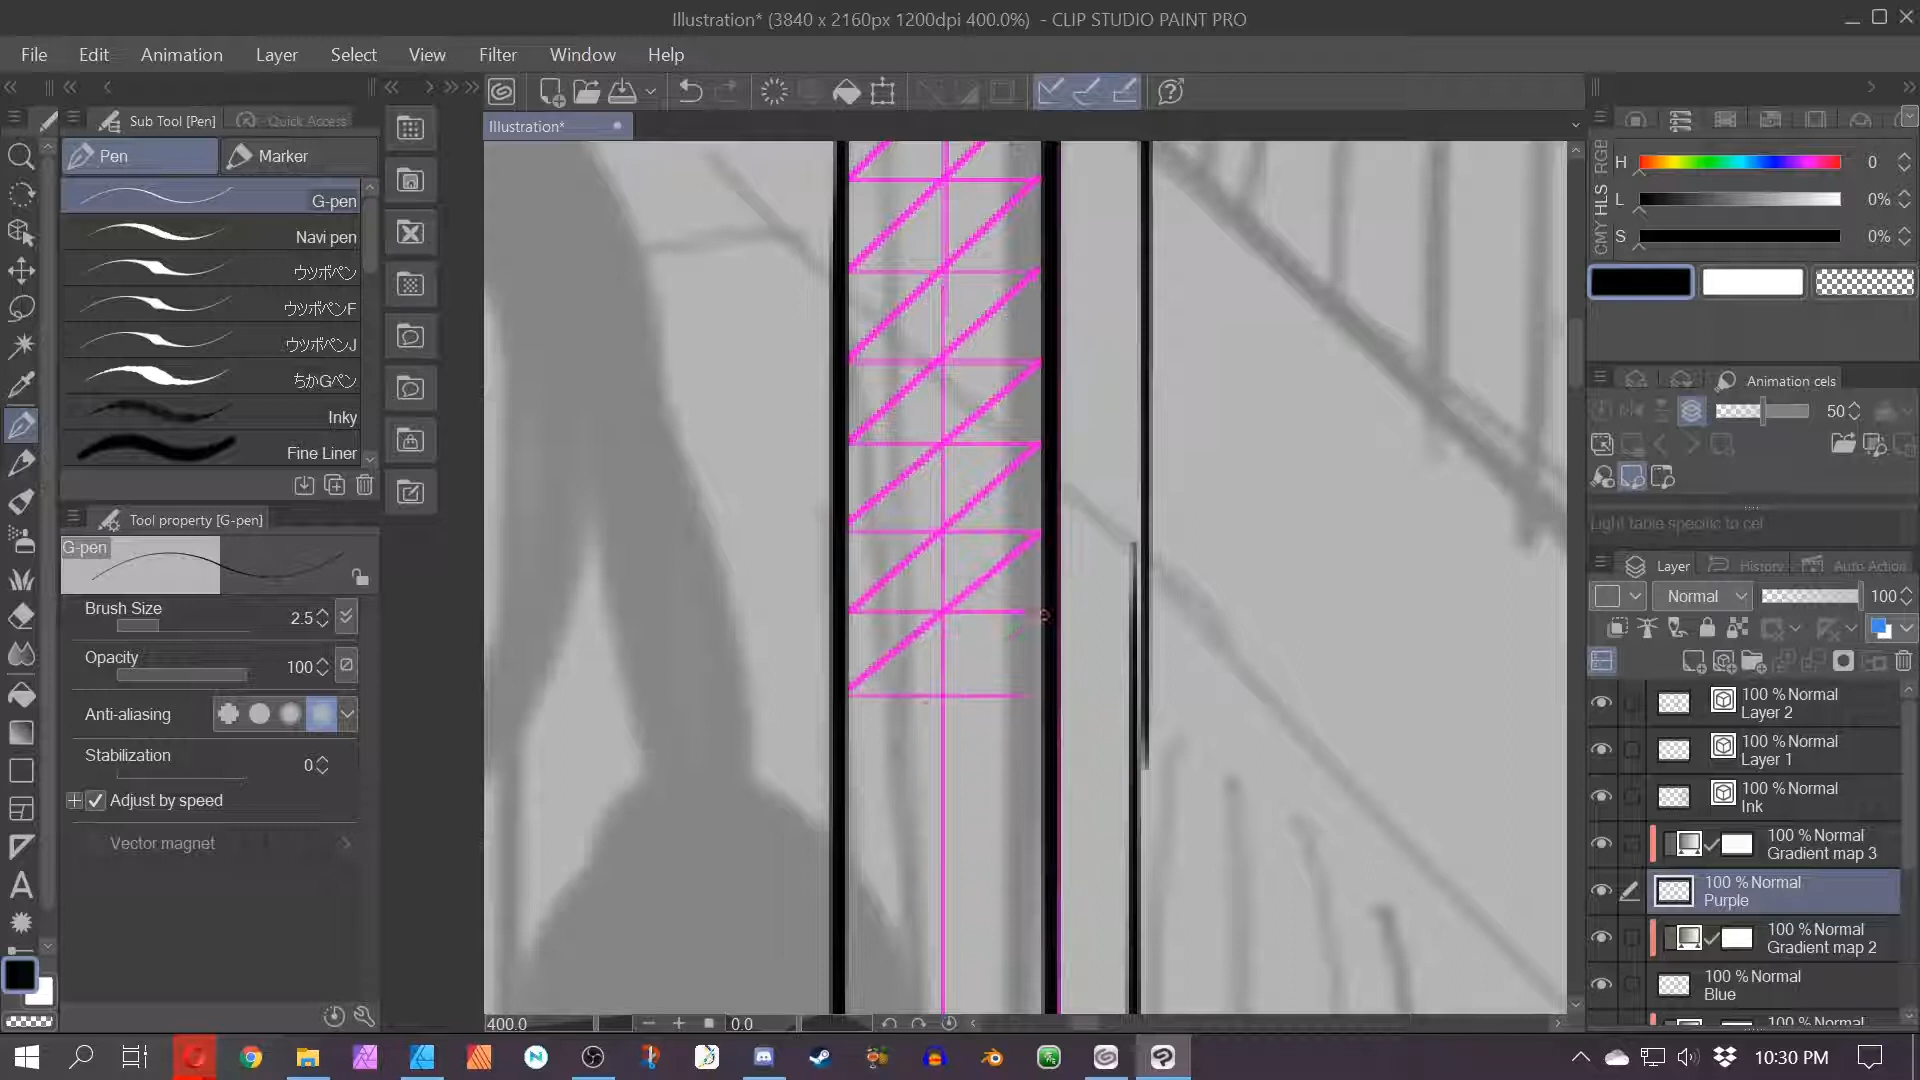 Illustration* (3840 x 2160px 1200dpi 400.0%)  - CLIP STUDIO PAINT PRO
File Edit Animation Layer Select View Filter Window Help
Sub Tool [Pen] Quick Access
Pen Marker
G-pen
Navi pen
ウツボペン
ウツボペンF
ウツボペンJ
ちかGペン
Inky
Fine Liner
Tool property [G-pen]
G-pen
Brush Size 2.5
Opacity 100
Anti-aliasing
Stabilization 0
Adjust by speed
Vector magnet
Illustration*
400.0 0.0
RGB
HLS
CMY
H 0
L 0%
S 0%
Animation cels
50
Light table specific to cel
Layer History Auto Action
Normal 100
100 % Normal
Layer 2
100 % Normal
Layer 1
100 % Normal
Ink
100 % Normal
Gradient map 3
100 % Normal
Purple
100 % Normal
Gradient map 2
100 % Normal
Blue
100 % Normal
10:30 PM